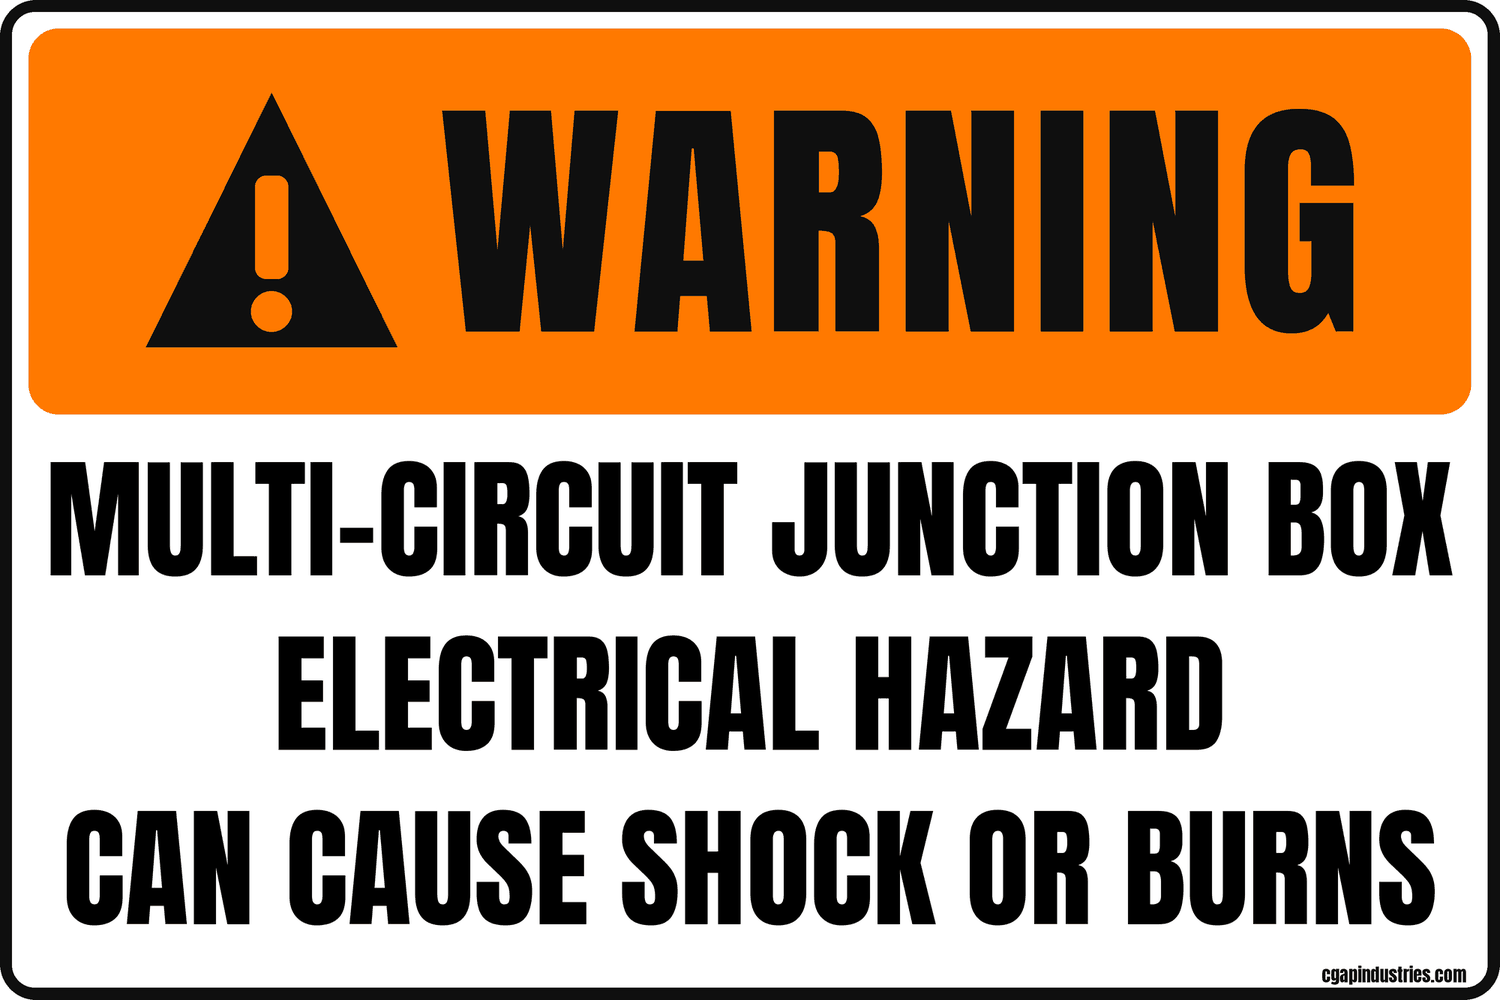 WARNING
MULTI-CIRCUIT JUNCTION BOX
ELECTRICAL HAZARD
CAN CAUSE SHOCK OR BURNS
cgapindustries.com